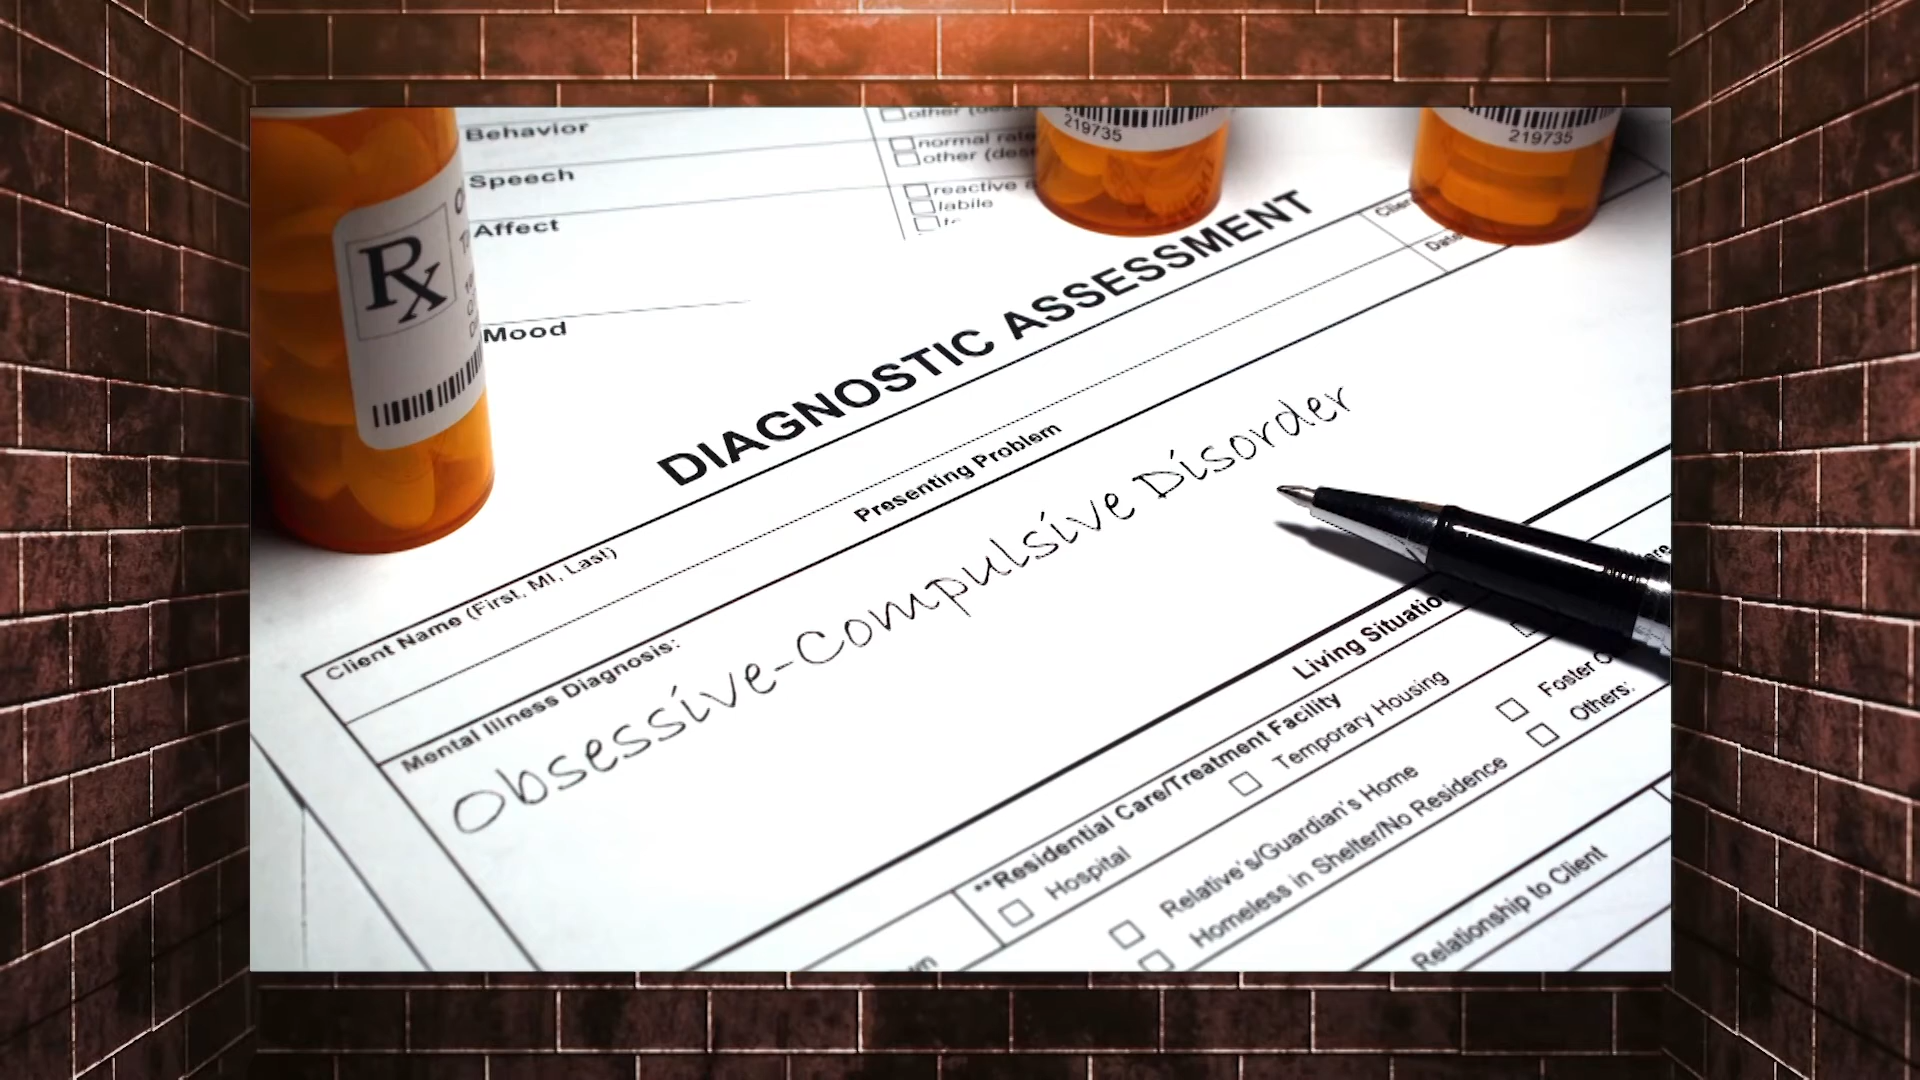 Behavior
other (
Speech
normal rate
other (des
Affect
reactive
labile
Mood
219735
219735
Rx
DIAGNOSTIC ASSESSMENT
Client Name (First, MI, Last)
Presenting Problem
Mental Illness Diagnosis:
Obsessive-Compulsive Disorder
Living Situation
**Residential Care/Treatment Facility
Hospital
Temporary Housing
Foster
Relative's/Guardian's Home
Others:
Homeless in Shelter/No Residence
Relationship to Client